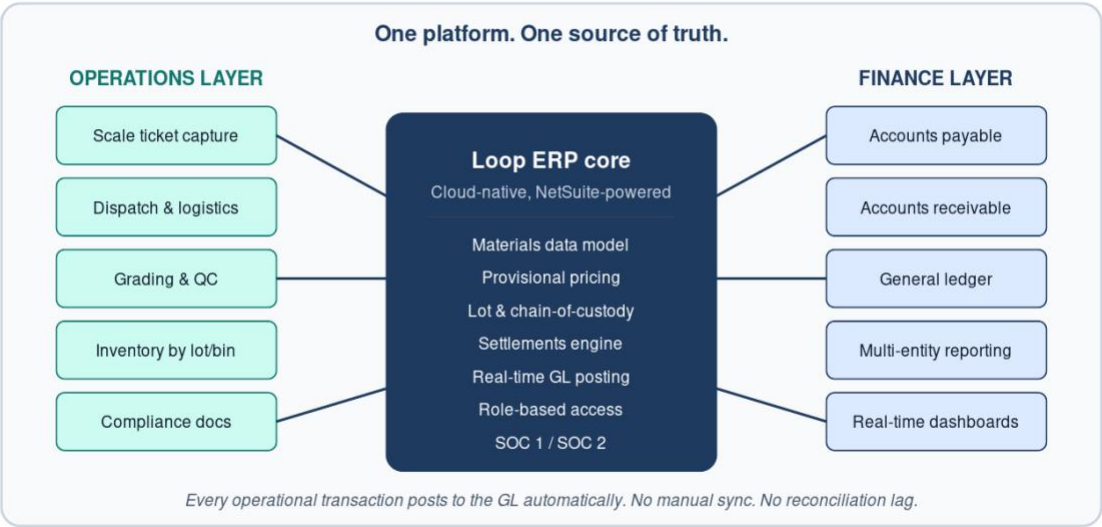 One platform. One source of truth.
OPERATIONS LAYER
Scale ticket capture
Dispatch & logistics
Grading & QC
Inventory by lot/bin
Compliance docs
Loop ERP core
Cloud-native, NetSuite-powered
Materials data model
Provisional pricing
Lot & chain-of-custody
Settlements engine
Real-time GL posting
Role-based access
SOC 1 / SOC 2
FINANCE LAYER
Accounts payable
Accounts receivable
General ledger
Multi-entity reporting
Real-time dashboards
Every operational transaction posts to the GL automatically. No manual sync. No reconciliation lag.